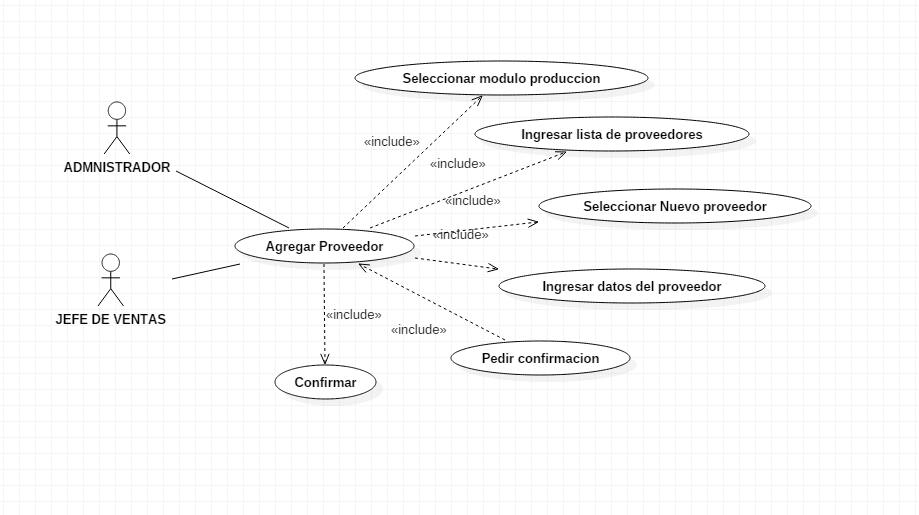 Seleccionar modulo produccion
Ingresar lista de proveedores
«include»
«include»
ADMNISTRADOR
«include»
Seleccionar Nuevo proveedor
«include»
Agregar Proveedor
Ingresar datos del proveedor
JEFE DE VENTAS
«include»
«include»
Pedir confirmacion
Confirmar